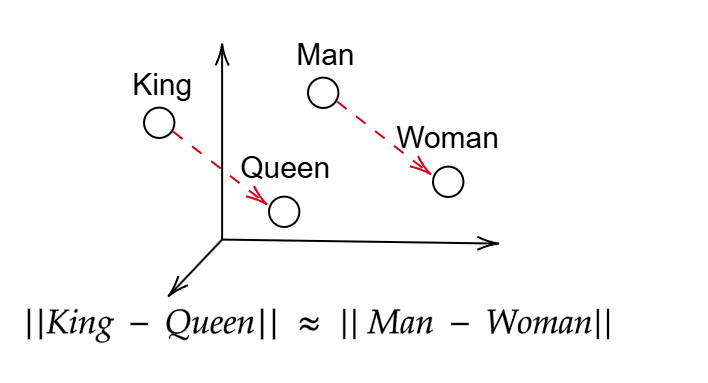 Man
King
Woman
Queen
||King − Queen|| ≈ || Man − Woman||